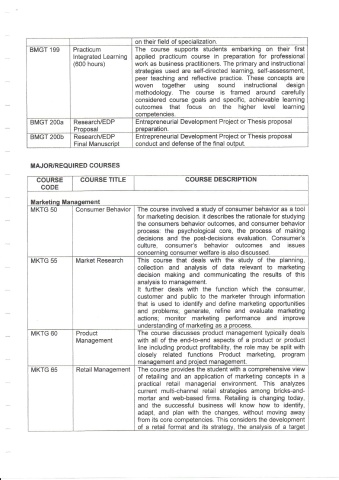 on their field of specialization.
BMGT 199 Practicum The course supports students embarking on their first
Integrated Learning applied practicum course in preparation for professional
(600 hours) work as business practitioners. The primary and instructional
strategies used are self-directed learning, self-assessment,
peer teaching and reflective practice. These concepts are
woven together using sound instructional design
methodology. The course is framed around carefully
considered course goals and specific, achievable learning
outcomes that focus on the higher level learning
competencies.
BMGT 200a Research/EDP Entrepreneurial Development Project or Thesis proposal
Proposal preparation.
BMGT 200b Research/EDP Entrepreneurial Development Project or Thesis proposal
Final Manuscript conduct and defense of the final output.
MAJOR/REQUIRED COURSES
COURSE COURSE TITLE COURSE DESCRIPTION
CODE
Marketing Management
MKTG 50 Consumer Behavior The course involved a study of consumer behavior as a tool
for marketing decision. It describes the rationale for studying
the consumers behavior outcomes, and consumer behavior
process: the psychological core, the process of making
decisions and the post-decisions evaluation. Consumer's
culture, consumer's behavior outcomes and issues
concerning consumer welfare is also discussed.
MKTG 55 Market Research This course that deals with the study of the planning,
collection and analysis of data relevant to marketing
decision making and communicating the results of this
analysis to management.
It further deals with the function which the consumer,
customer and public to the marketer through information
that is used to identify and define marketing opportunities
and problems, generate, refine and evaluate marketing
actions; monitor marketing performance and improve
understanding of marketing as a process.
MKTG 60 Product The course discusses product management typically deals
Management with all of the end-to-end aspects of a product or product
line including product profitability, the role may be split with
closely related functions Product marketing, program
management and project management.
MKTG 65 Retail Management The course provides the student with a comprehensive view
of retailing and an application of marketing concepts in a
practical retail managerial environment. This analyzes
current multi-channel retail strategies among bricks-and-
mortar and web-based firms. Retailing is changing today,
and the successful business will know how to identify,
adapt, and plan with the changes, without moving away
from its core competencies. This considers the development
of a retail format and its strategy, the analysis of a target